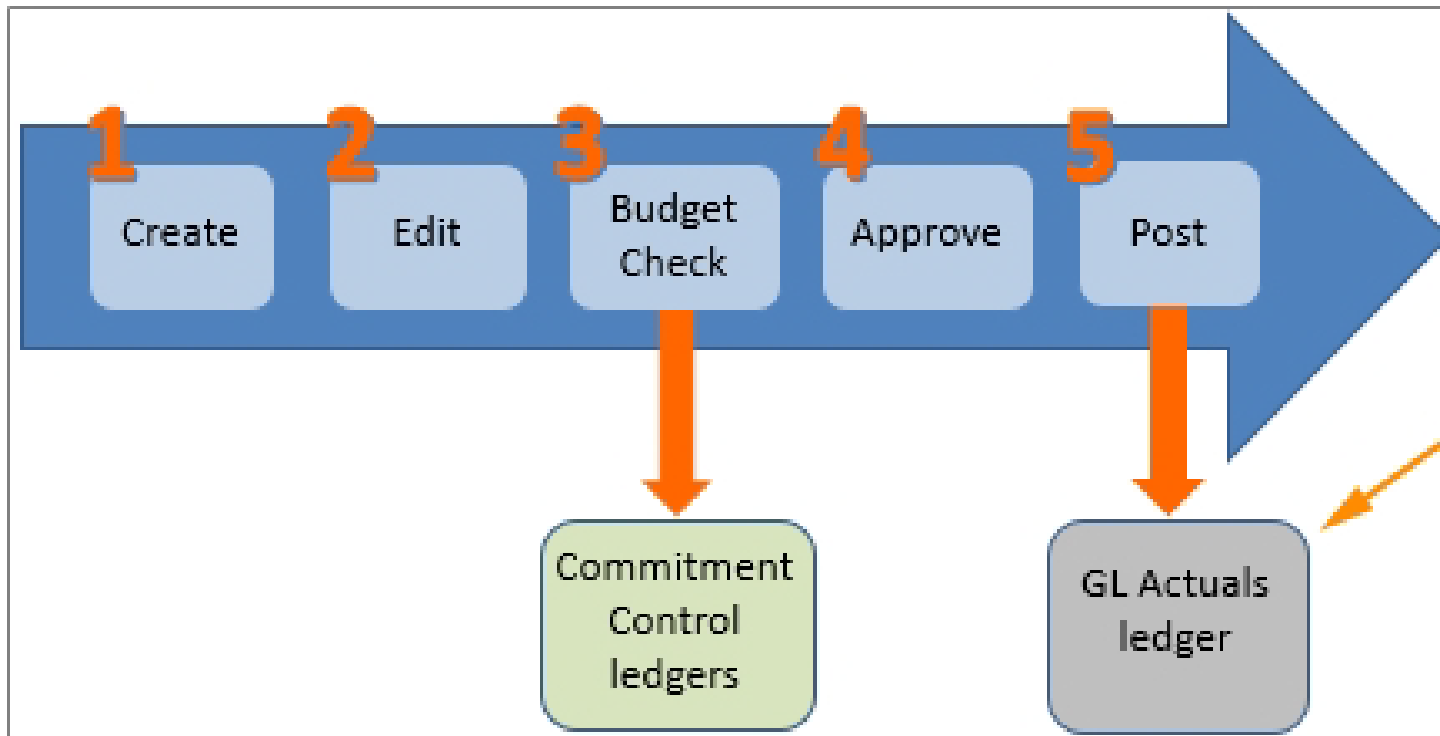 1
2
3
4
5
Create
Edit
Budget
Check
Approve
Post
Commitment
Control
ledgers
GL Actuals
ledger